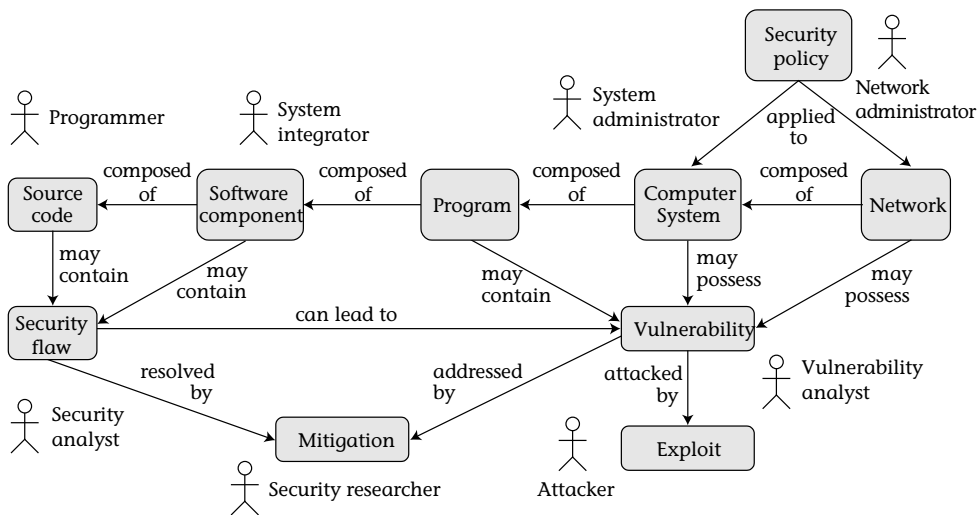 Security
policy
Network
administrator
Programmer
System
integrator
System
administrator
applied
to
composed
of
composed
of
composed
of
composed
of
Source
code
Software
component
Program
Computer
System
Network
may
contain
may
contain
may
contain
may
possess
may
possess
Security
flaw
can lead to
Vulnerability
resolved
by
addressed
by
attacked
by
Vulnerability
analyst
Security
analyst
Mitigation
Exploit
Security researcher
Attacker